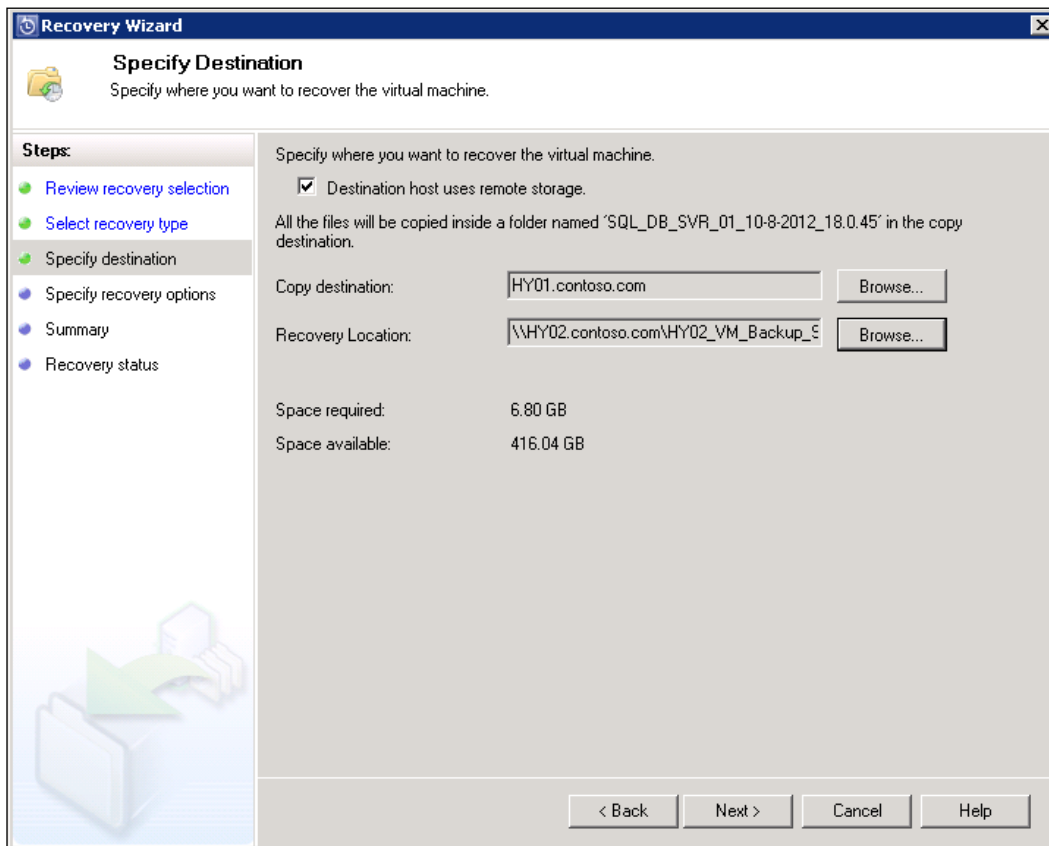 Recovery Wizard
Specify Destination
Specify where you want to recover the virtual machine.
Steps:
Review recovery selection
Select recovery type
Specify destination
Specify recovery options
Summary
Recovery status
Specify where you want to recover the virtual machine.
Destination host uses remote storage.
All the files will be copied inside a folder named 'SQL_DB_SVR_01_10-8-2012_18.0.45' in the copy
destination.
Copy destination: HY01.contoso.com Browse...
Recovery Location: \\HY02.contoso.com\HY02_VM_Backup_S Browse...
Space required: 6.80 GB
Space available: 416.04 GB
< Back Next > Cancel Help